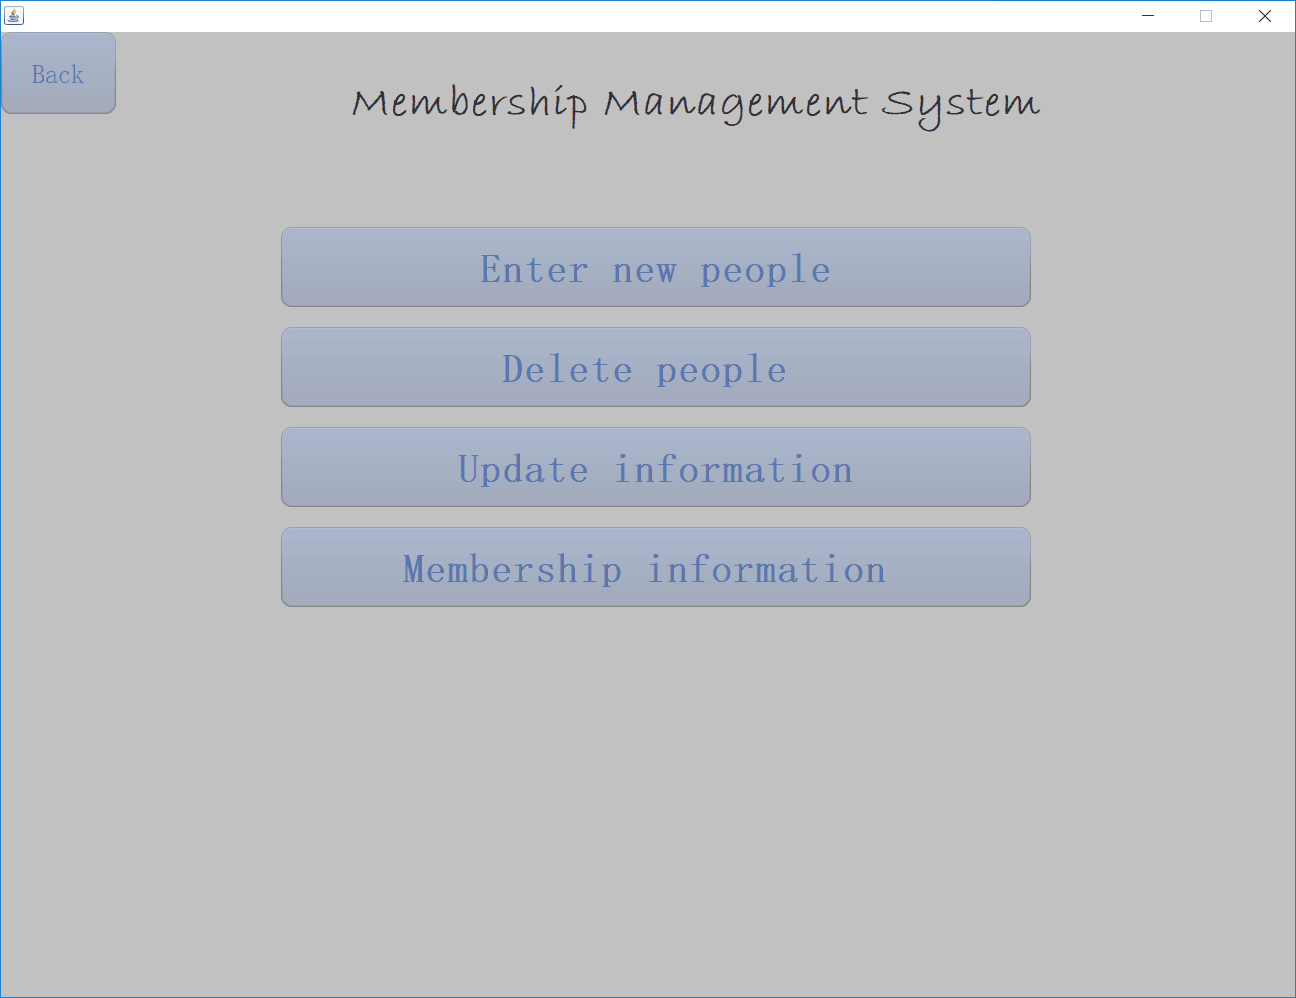 Back
Membership Management System
Enter new people
Delete people
Update information
Membership information